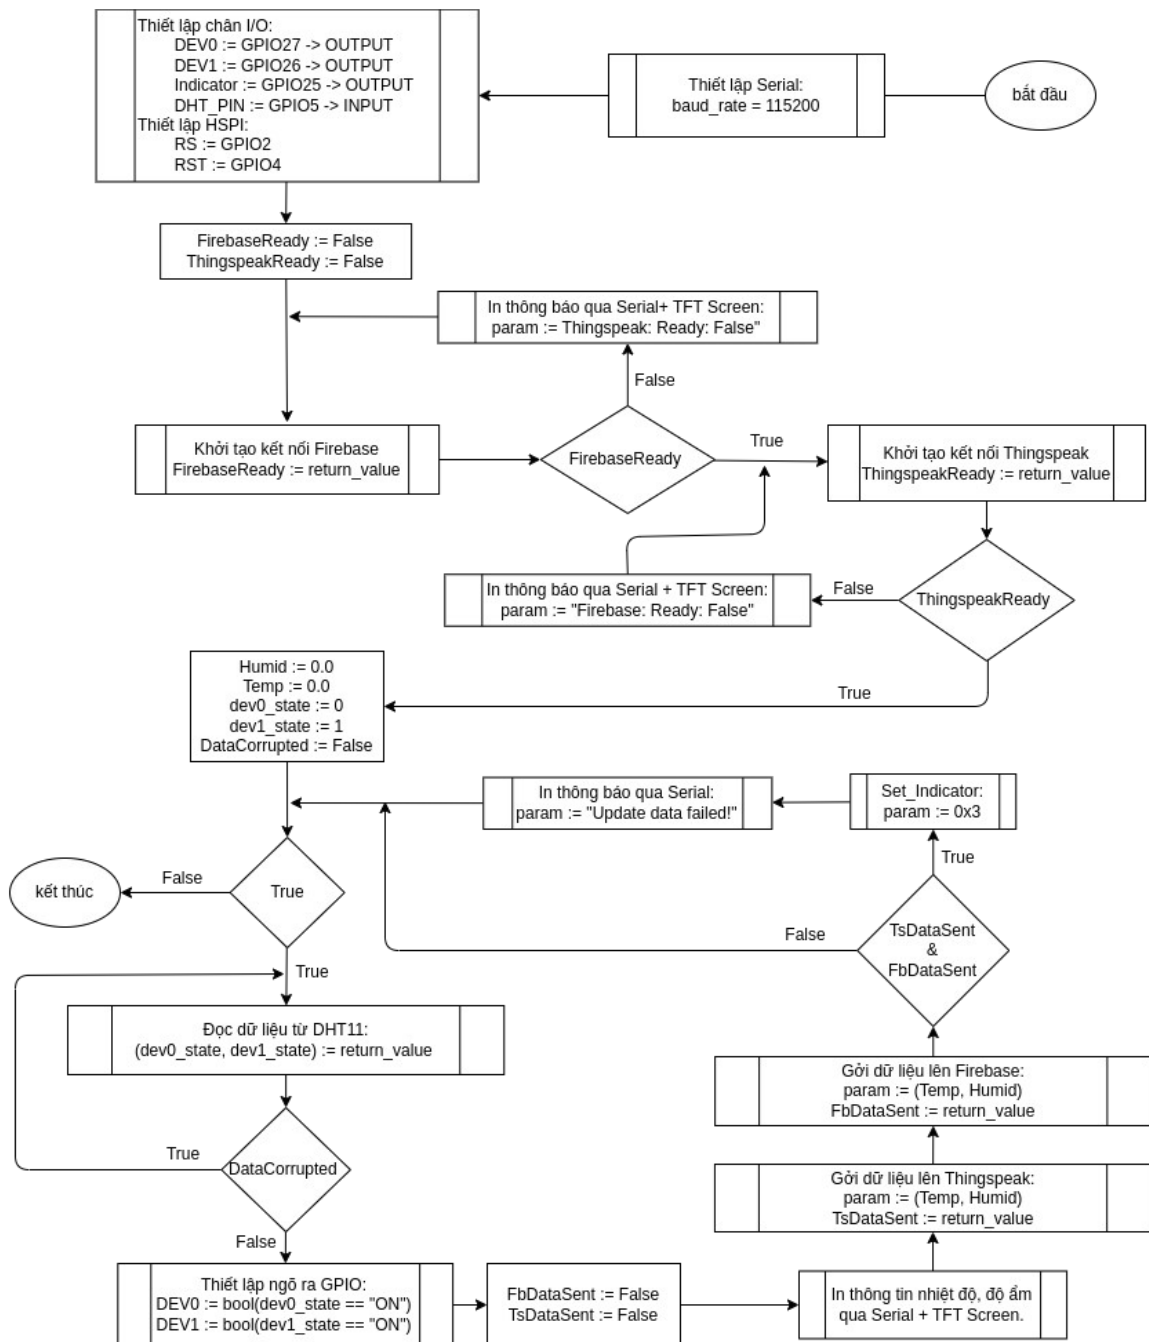 bắt đầu
Thiết lập Serial:
baud_rate = 115200
Thiết lập chân I/O:
DEV0 := GPIO27 -> OUTPUT
DEV1 := GPIO26 -> OUTPUT
Indicator := GPIO25 -> OUTPUT
DHT_PIN := GPIO5 -> INPUT
Thiết lập HSPI:
RS := GPIO2
RST := GPIO4
FirebaseReady := False
ThingspeakReady := False
In thông báo qua Serial+ TFT Screen:
param := Thingspeak: Ready: False"
False
Khởi tạo kết nối Firebase
FirebaseReady := return_value
FirebaseReady
True
Khởi tạo kết nối Thingspeak
ThingspeakReady := return_value
In thông báo qua Serial + TFT Screen:
param := "Firebase: Ready: False"
False
ThingspeakReady
True
Humid := 0.0
Temp := 0.0
dev0_state := 0
dev1_state := 1
DataCorrupted := False
In thông báo qua Serial:
param := "Update data failed!"
Set_Indicator:
param := 0x3
True
kết thúc
False
True
False
TsDataSent
&
FbDataSent
True
Đọc dữ liệu từ DHT11:
(dev0_state, dev1_state) := return_value
True
DataCorrupted
False
Gởi dữ liệu lên Firebase:
param := (Temp, Humid)
FbDataSent := return_value
Gởi dữ liệu lên Thingspeak:
param := (Temp, Humid)
TsDataSent := return_value
Thiết lập ngõ ra GPIO:
DEV0 := bool(dev0_state == "ON")
DEV1 := bool(dev1_state == "ON")
FbDataSent := False
TsDataSent := False
In thông tin nhiệt độ, độ ẩm
qua Serial + TFT Screen.